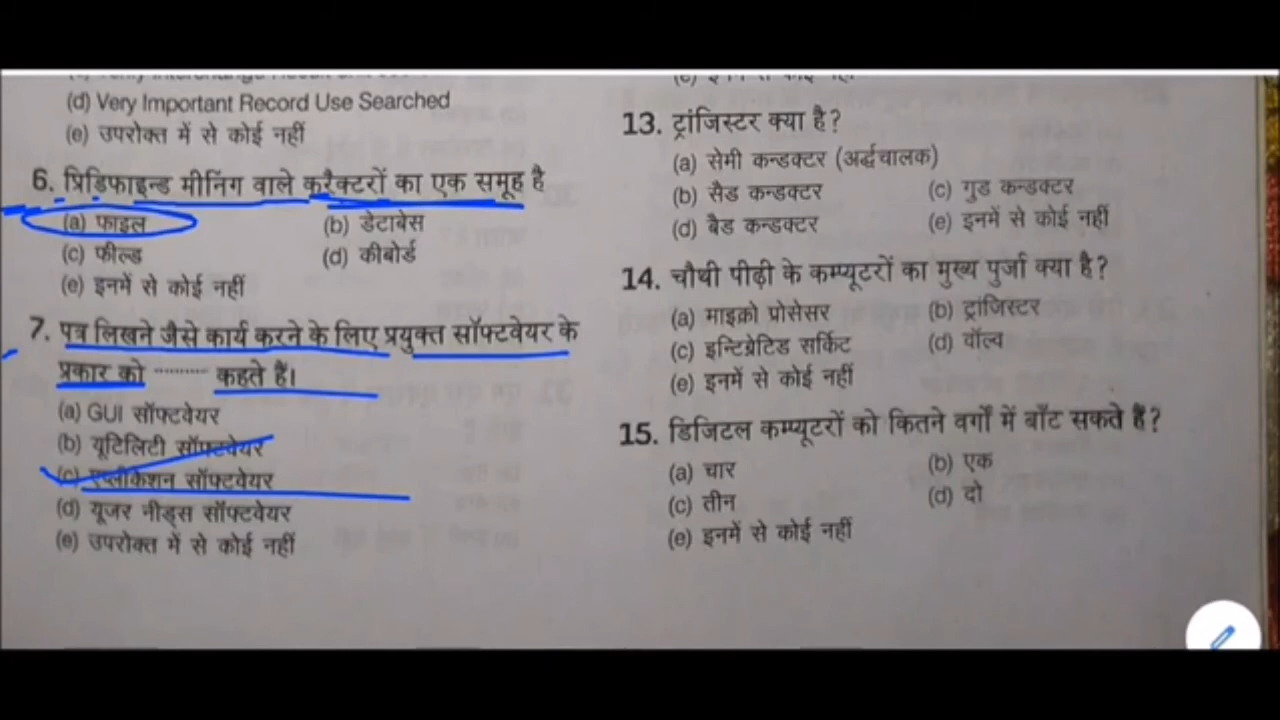 (d) Very Important Record Use Searched
(e) उपरोक्त में से कोई नहीं
6. प्रिडिफाइन्ड मीनिंग वाले करैक्टरों का एक समूह है
(a) फाइल (b) डेटाबेस
(c) फील्ड (d) कीबोर्ड
(e) इनमें से कोई नहीं
7. पत्र लिखने जैसे कार्य करने के लिए प्रयुक्त सॉफ्टवेयर के
प्रकार को ......... कहते हैं।
(a) GUI सॉफ्टवेयर
(b) यूटिलिटी सॉफ्टवेयर
(c) एप्लीकेशन सॉफ्टवेयर
(d) यूजर नीड्स सॉफ्टवेयर
(e) उपरोक्त में से कोई नहीं
(e) इनमें से कोई नहीं
13. ट्रांजिस्टर क्या है?
(a) सेमी कन्डक्टर (अर्द्धचालक)
(b) सैड कन्डक्टर (c) गुड कन्डक्टर
(d) बैड कन्डक्टर (e) इनमें से कोई नहीं
14. चौथी पीढ़ी के कम्प्यूटरों का मुख्य पुर्जा क्या है?
(a) माइक्रो प्रोसेसर (b) ट्रांजिस्टर
(c) इन्टिग्रेटिड सर्किट (d) वॉल्व
(e) इनमें से कोई नहीं
15. डिजिटल कम्प्यूटरों को कितने वर्गों में बाँट सकते हैं?
(a) चार (b) एक
(c) तीन (d) दो
(e) इनमें से कोई नहीं